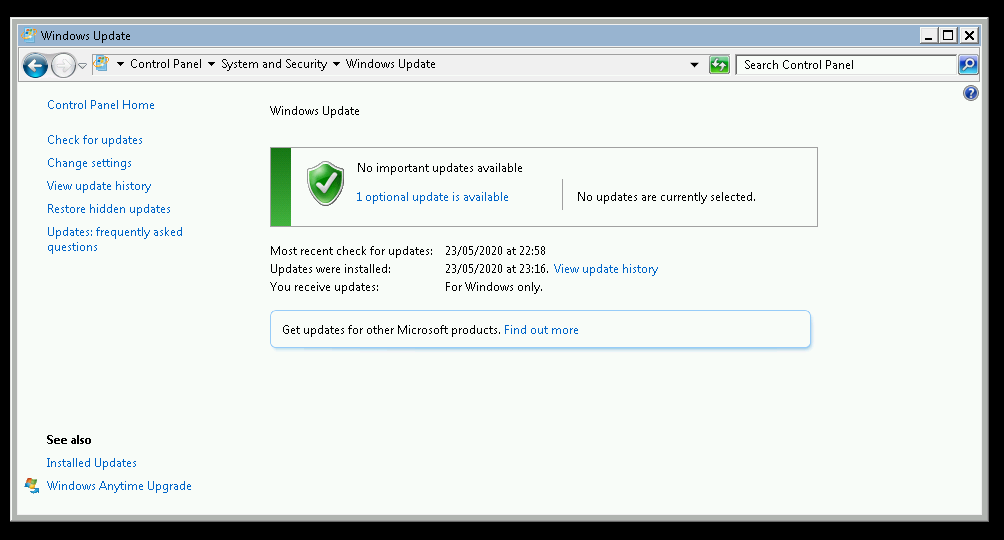 Windows Update
Control Panel System and Security Windows Update
Search Control Panel
Control Panel Home
Check for updates
Change settings
View update history
Restore hidden updates
Updates: frequently asked
questions
Windows Update
No important updates available
1 optional update is available
No updates are currently selected.
Most recent check for updates: 23/05/2020 at 22:58
Updates were installed: 23/05/2020 at 23:16. View update history
You receive updates: For Windows only.
Get updates for other Microsoft products. Find out more
See also
Installed Updates
Windows Anytime Upgrade